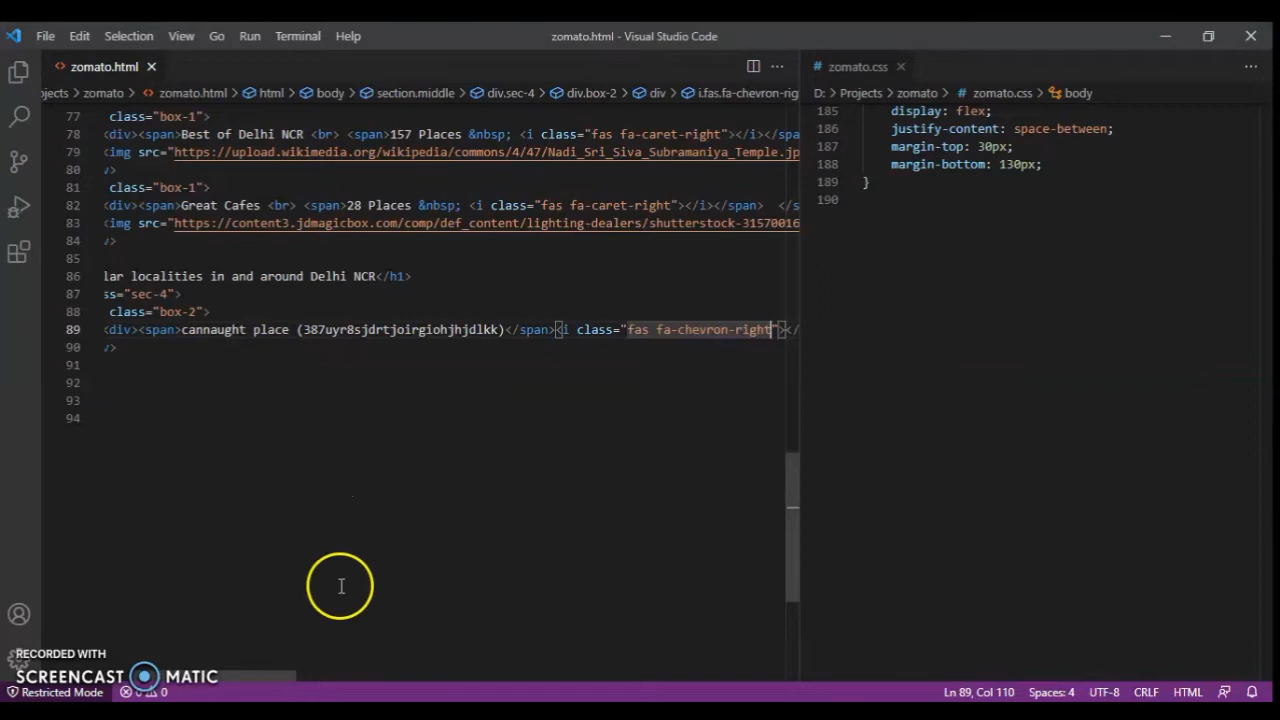 File Edit Selection View Go Run Terminal Help zomato.html - Visual Studio Code
zomato.html
zomato.css
ojects > zomato > zomato.html > html > body > section.middle > div.sec-4 > div.box-2 > div > i.fas.fa-chevron-rig
D: > Projects > zomato > zomato.css > body
77 class="box-1">
78 <div><span>Best of Delhi NCR <br> <span>157 Places &nbsp; <i class="fas fa-caret-right"></i></spa
79 <img src="https://upload.wikimedia.org/wikipedia/commons/4/47/Nadi_Sri_Siva_Subramaniya_Temple.jp
80 />
81 class="box-1">
82 <div><span>Great Cafes <br> <span>28 Places &nbsp; <i class="fas fa-caret-right"></i></span> </s
83 <img src="https://content3.jdmagicbox.com/comp/def_content/lighting-dealers/shutterstock-31570016
84 />
85
86 lar localities in and around Delhi NCR</h1>
87 ss="sec-4">
88 class="box-2">
89 <div><span>cannaught place (387uyr8sjdrtjoirgiohjhjdlkk)</span><i class="fas fa-chevron-right"></
90 />
91
92
93
94
185 display: flex;
186 justify-content: space-between;
187 margin-top: 30px;
188 margin-bottom: 130px;
189 }
190
RECORDED WITH
SCREENCAST MATIC
Restricted Mode 0 0 Ln 89, Col 110 Spaces: 4 UTF-8 CRLF HTML